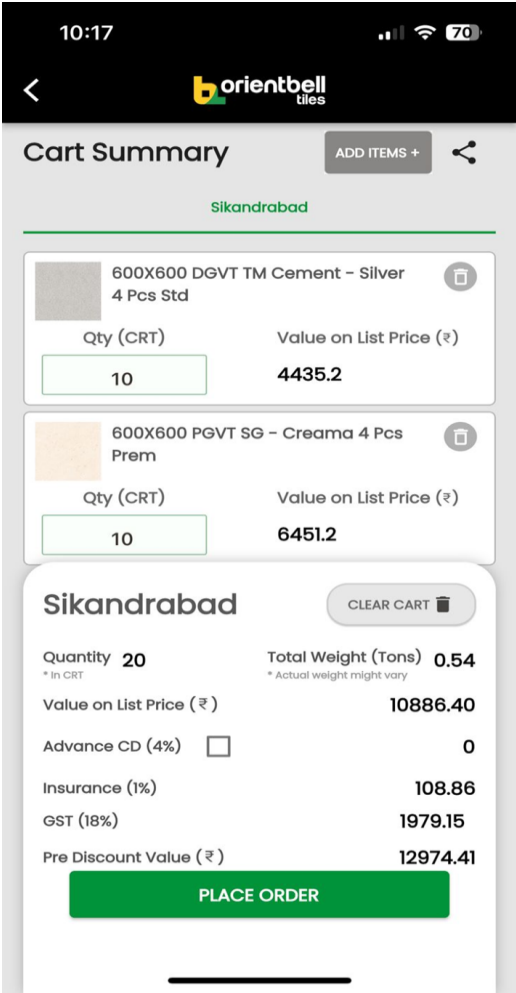 10:17
70
orientbell
tiles
Cart Summary
ADD ITEMS +
Sikandrabad
600X600 DGVT TM Cement - Silver
4 Pcs Std
Qty (CRT)
Value on List Price (₹)
10
4435.2
600X600 PGVT SG - Creama 4 Pcs
Prem
Qty (CRT)
Value on List Price (₹)
10
6451.2
Sikandrabad
CLEAR CART
Quantity 20
Total Weight (Tons) 0.54
* In CRT
* Actual weight might vary
Value on List Price (₹) 10886.40
Advance CD (4%) 0
Insurance (1%) 108.86
GST (18%) 1979.15
Pre Discount Value (₹) 12974.41
PLACE ORDER